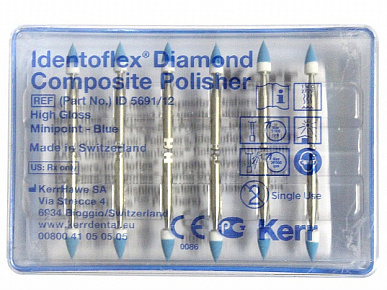 Identoflex® Diamond
Composite Polisher
REF (Part No.) ID 5691/12
High Gloss
Minipoint - Blue
Made in Switzerland
US: Rx only
KerrHawe SA
Via Strecce 4
6934 Bioggio/Switzerland
www.kerrdental.eu
00800 41 05 05 05
CE
0086
2 Single Use
Kerr